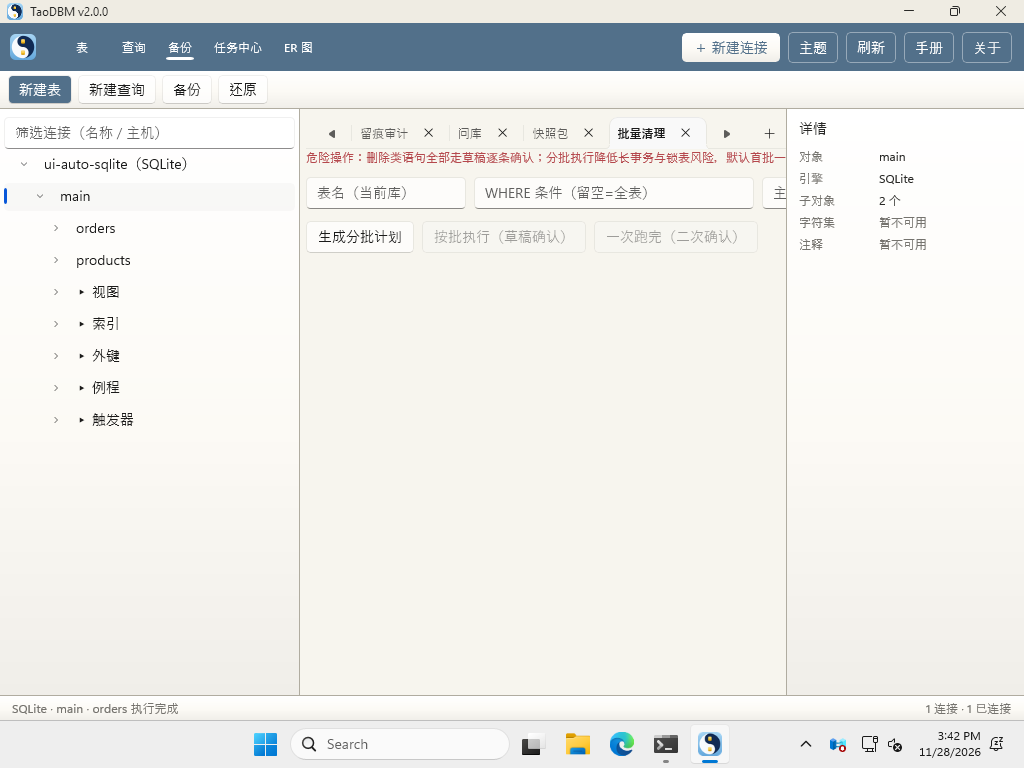 TaoDBM v2.0.0
表 查询 备份 任务中心 ER 图 + 新建连接 主题 刷新 手册 关于
新建表 新建查询 备份 还原
筛选连接（名称 / 主机）
ui-auto-sqlite（SQLite）
main
orders
products
视图
索引
外键
例程
触发器
留痕审计 问库 快照包 批量清理
危险操作：删除类语句全部走草稿逐条确认；分批执行降低长事务与锁表风险，默认首批一
表名（当前库） WHERE 条件（留空=全表） 主
生成分批计划 按批执行（草稿确认） 一次跑完（二次确认）
详情
对象 main
引擎 SQLite
子对象 2 个
字符集 暂不可用
注释 暂不可用
SQLite · main · orders 执行完成
1 连接 · 1 已连接
Search
3:42 PM
11/28/2026